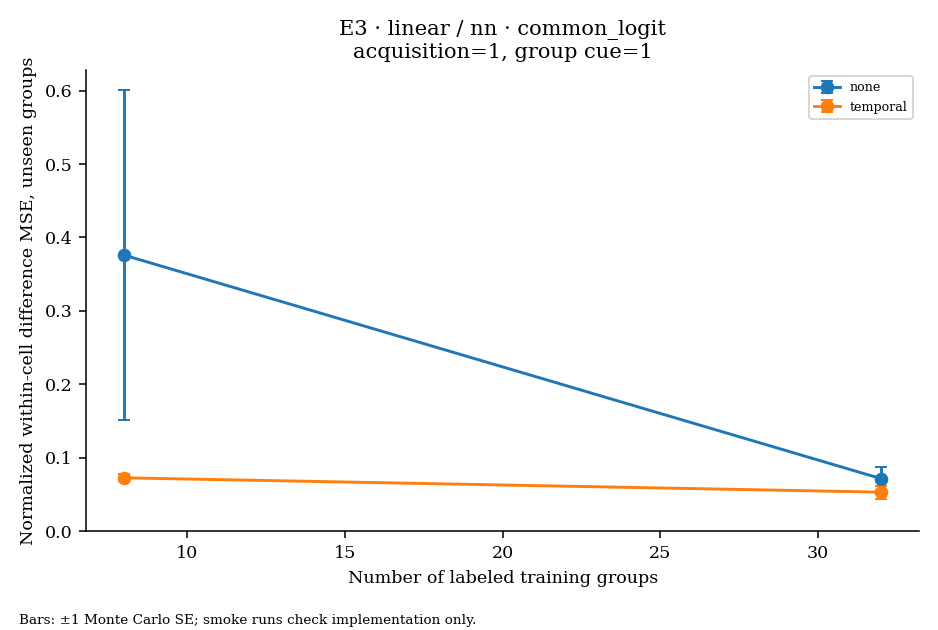 E3 · linear / nn · common_logit
acquisition=1, group cue=1
Normalized within-cell difference MSE, unseen groups
0.6
0.5
0.4
0.3
0.2
0.1
0.0
none
temporal
10
15
20
25
30
Number of labeled training groups
Bars: ±1 Monte Carlo SE; smoke runs check implementation only.